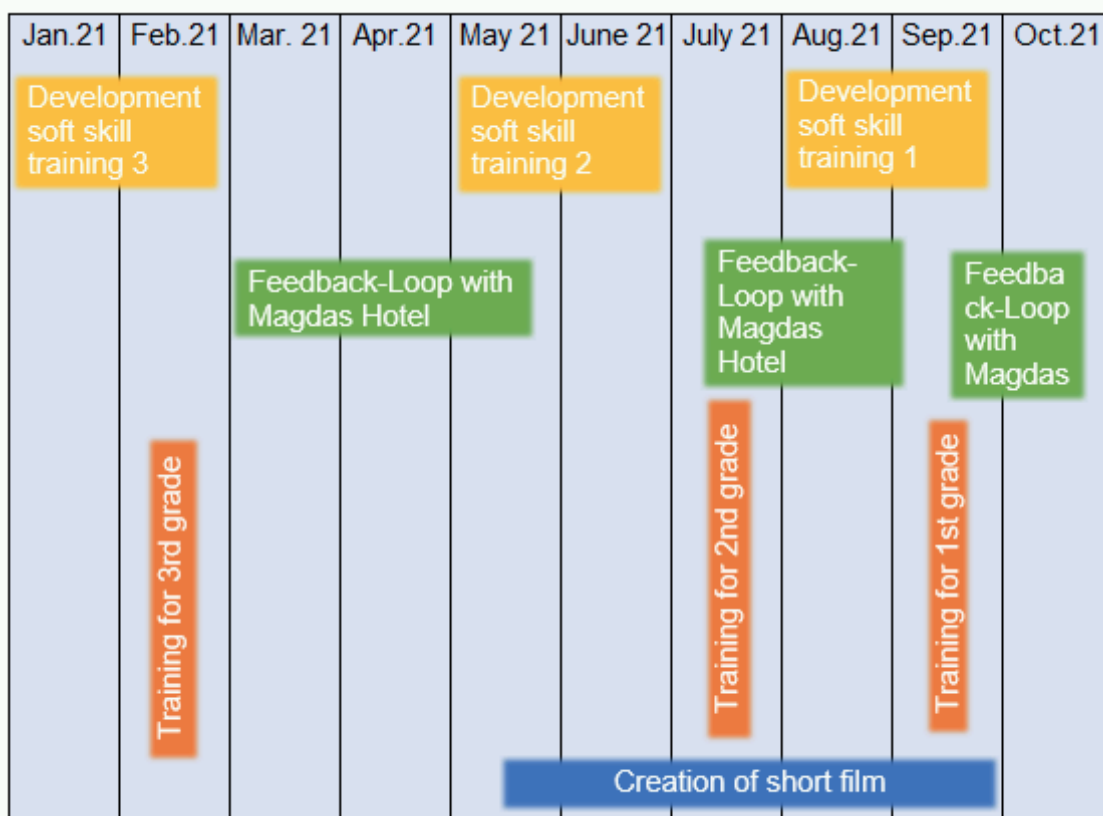 Jan.21 Feb.21 Mar. 21 Apr.21 May 21 June 21 July 21 Aug.21 Sep.21 Oct.21
Development
soft skill
training 3
Development
soft skill
training 2
Development
soft skill
training 1
Feedback-Loop with
Magdas Hotel
Feedback-
Loop with
Magdas
Hotel
Feedba
ck-Loop
with
Magdas
Training for 3rd grade
Training for 2nd grade
Training for 1st grade
Creation of short film